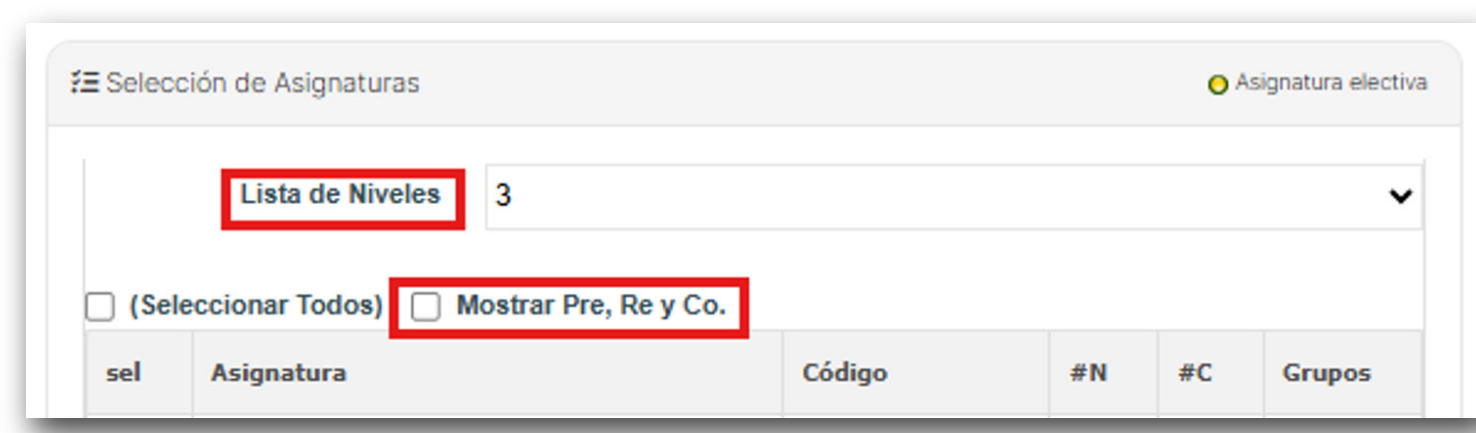 Selección de Asignaturas Asignatura electiva
Lista de Niveles 3
(Seleccionar Todos) Mostrar Pre, Re y Co.
sel Asignatura Código #N #C Grupos